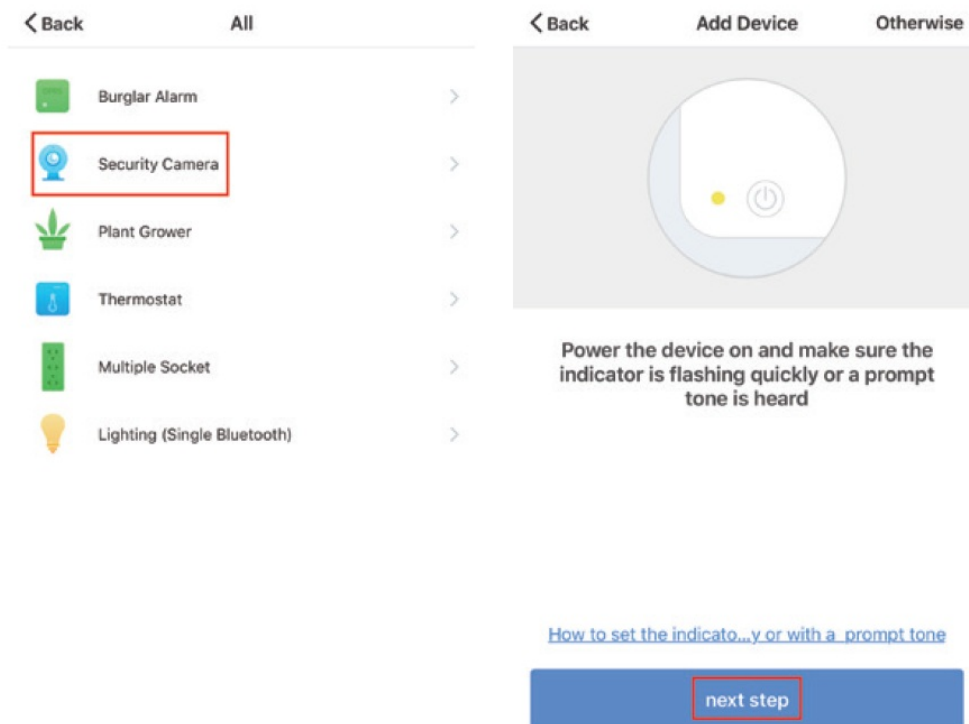 Back
All
Burglar Alarm
Security Camera
Plant Grower
Thermostat
Multiple Socket
Lighting (Single Bluetooth)
Back
Add Device
Otherwise
Power the device on and make sure the
indicator is flashing quickly or a prompt
tone is heard
How to set the indicato...y or with a prompt tone
next step